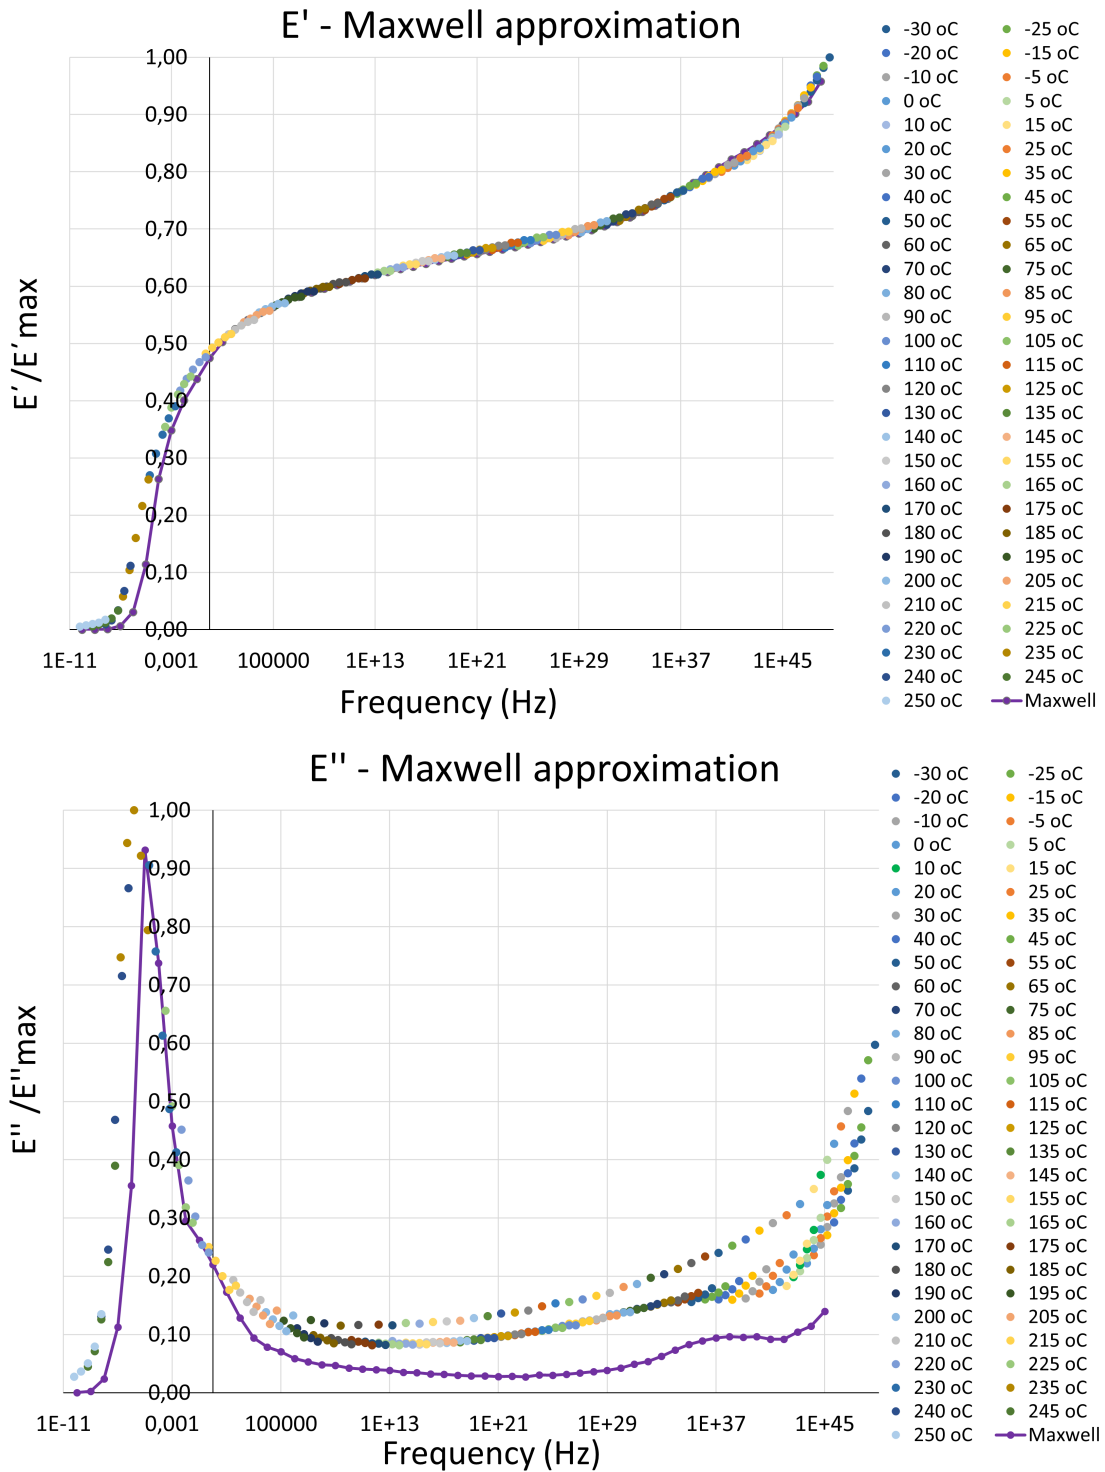 E' - Maxwell approximation
1,00
0,90
0,80
0,70
0,60
0,50
0,40
0,30
0,20
0,10
0,00
E´/E´max
1E-11 0,001 100000 1E+13 1E+21 1E+29 1E+37 1E+45
Frequency (Hz)
-30 oC -25 oC
-20 oC -15 oC
-10 oC -5 oC
0 oC 5 oC
10 oC 15 oC
20 oC 25 oC
30 oC 35 oC
40 oC 45 oC
50 oC 55 oC
60 oC 65 oC
70 oC 75 oC
80 oC 85 oC
90 oC 95 oC
100 oC 105 oC
110 oC 115 oC
120 oC 125 oC
130 oC 135 oC
140 oC 145 oC
150 oC 155 oC
160 oC 165 oC
170 oC 175 oC
180 oC 185 oC
190 oC 195 oC
200 oC 205 oC
210 oC 215 oC
220 oC 225 oC
230 oC 235 oC
240 oC 245 oC
250 oC Maxwell
E'' - Maxwell approximation
1,00
0,90
0,80
0,70
0,60
0,50
0,40
0,30
0,20
0,10
0,00
E'' /E''max
1E-11 0,001 100000 1E+13 1E+21 1E+29 1E+37 1E+45
Frequency (Hz)
-30 oC -25 oC
-20 oC -15 oC
-10 oC -5 oC
0 oC 5 oC
10 oC 15 oC
20 oC 25 oC
30 oC 35 oC
40 oC 45 oC
50 oC 55 oC
60 oC 65 oC
70 oC 75 oC
80 oC 85 oC
90 oC 95 oC
100 oC 105 oC
110 oC 115 oC
120 oC 125 oC
130 oC 135 oC
140 oC 145 oC
150 oC 155 oC
160 oC 165 oC
170 oC 175 oC
180 oC 185 oC
190 oC 195 oC
200 oC 205 oC
210 oC 215 oC
220 oC 225 oC
230 oC 235 oC
240 oC 245 oC
250 oC Maxwell